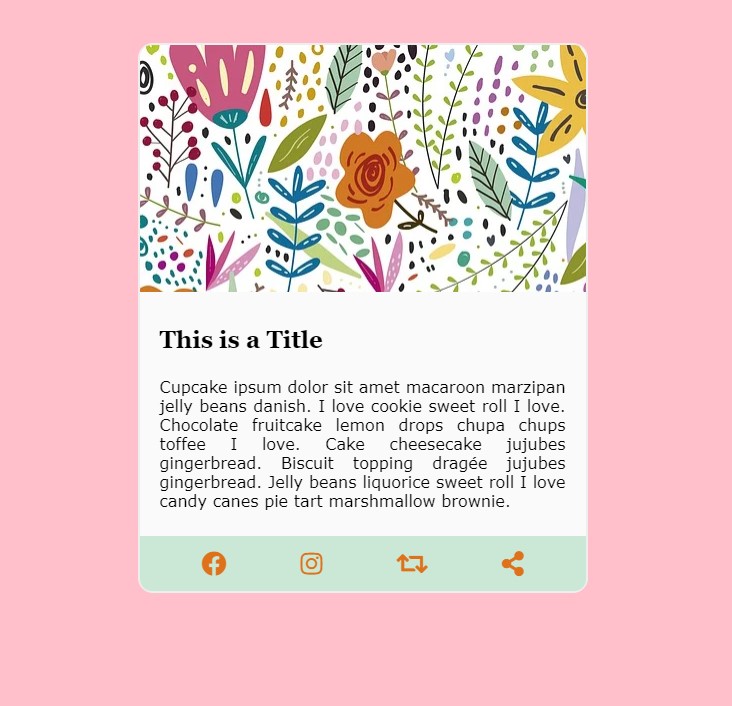 This is a Title
Cupcake ipsum dolor sit amet macaroon marzipan
jelly beans danish. I love cookie sweet roll I love.
Chocolate fruitcake lemon drops chupa chups
toffee I love. Cake cheesecake jujubes
gingerbread. Biscuit topping dragée jujubes
gingerbread. Jelly beans liquorice sweet roll I love
candy canes pie tart marshmallow brownie.